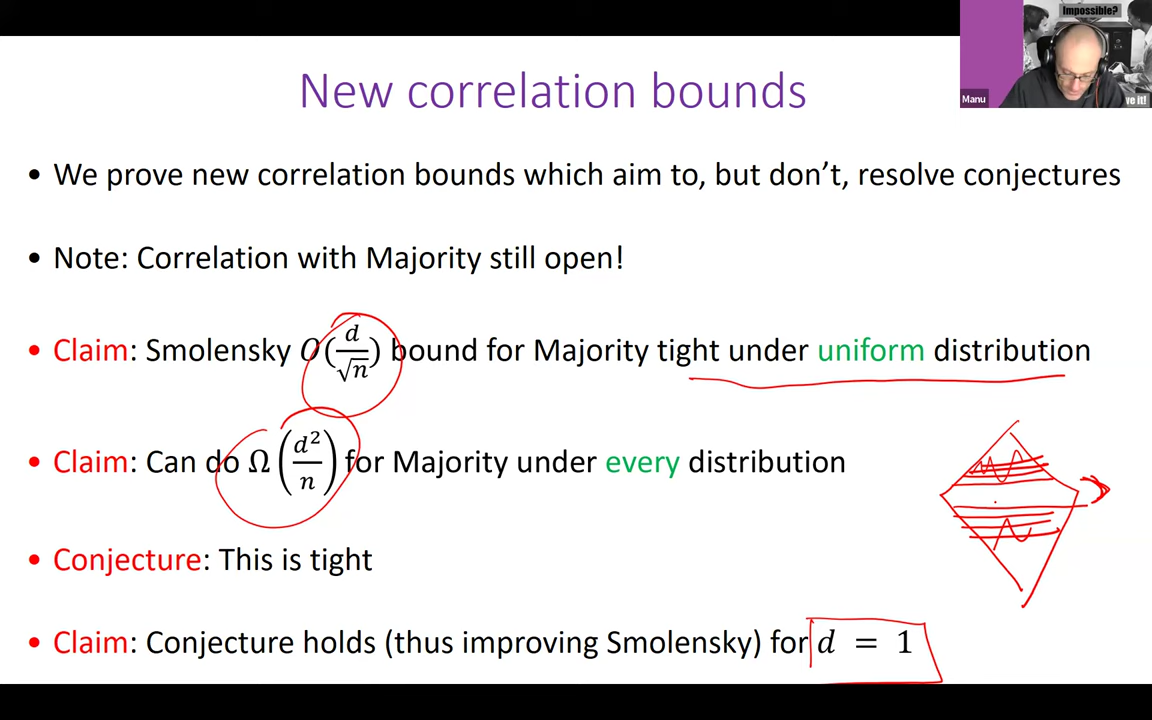 Impossible?
Manu
ve it!
New correlation bounds
• We prove new correlation bounds which aim to, but don’t, resolve conjectures
• Note: Correlation with Majority still open!
• Claim: Smolensky O(d/√n) bound for Majority tight under uniform distribution
• Claim: Can do Ω(d²/n) for Majority under every distribution
• Conjecture: This is tight
• Claim: Conjecture holds (thus improving Smolensky) for d = 1